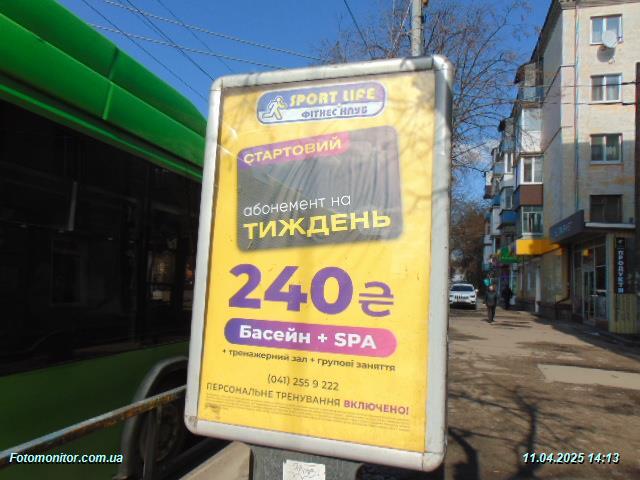 SPORT LIFE
ФІТНЕС КЛУБ
СТАРТОВИЙ
абонемент на
ТИЖДЕНЬ
240₴
Басейн + SPA
+ тренажерний зал + групові заняття
(041) 255 9 222
ПЕРСОНАЛЬНЕ ТРЕНУВАННЯ ВКЛЮЧЕНО!
ПРОДУКТИ
Fotomonitor.com.ua
11.04.2025 14:13